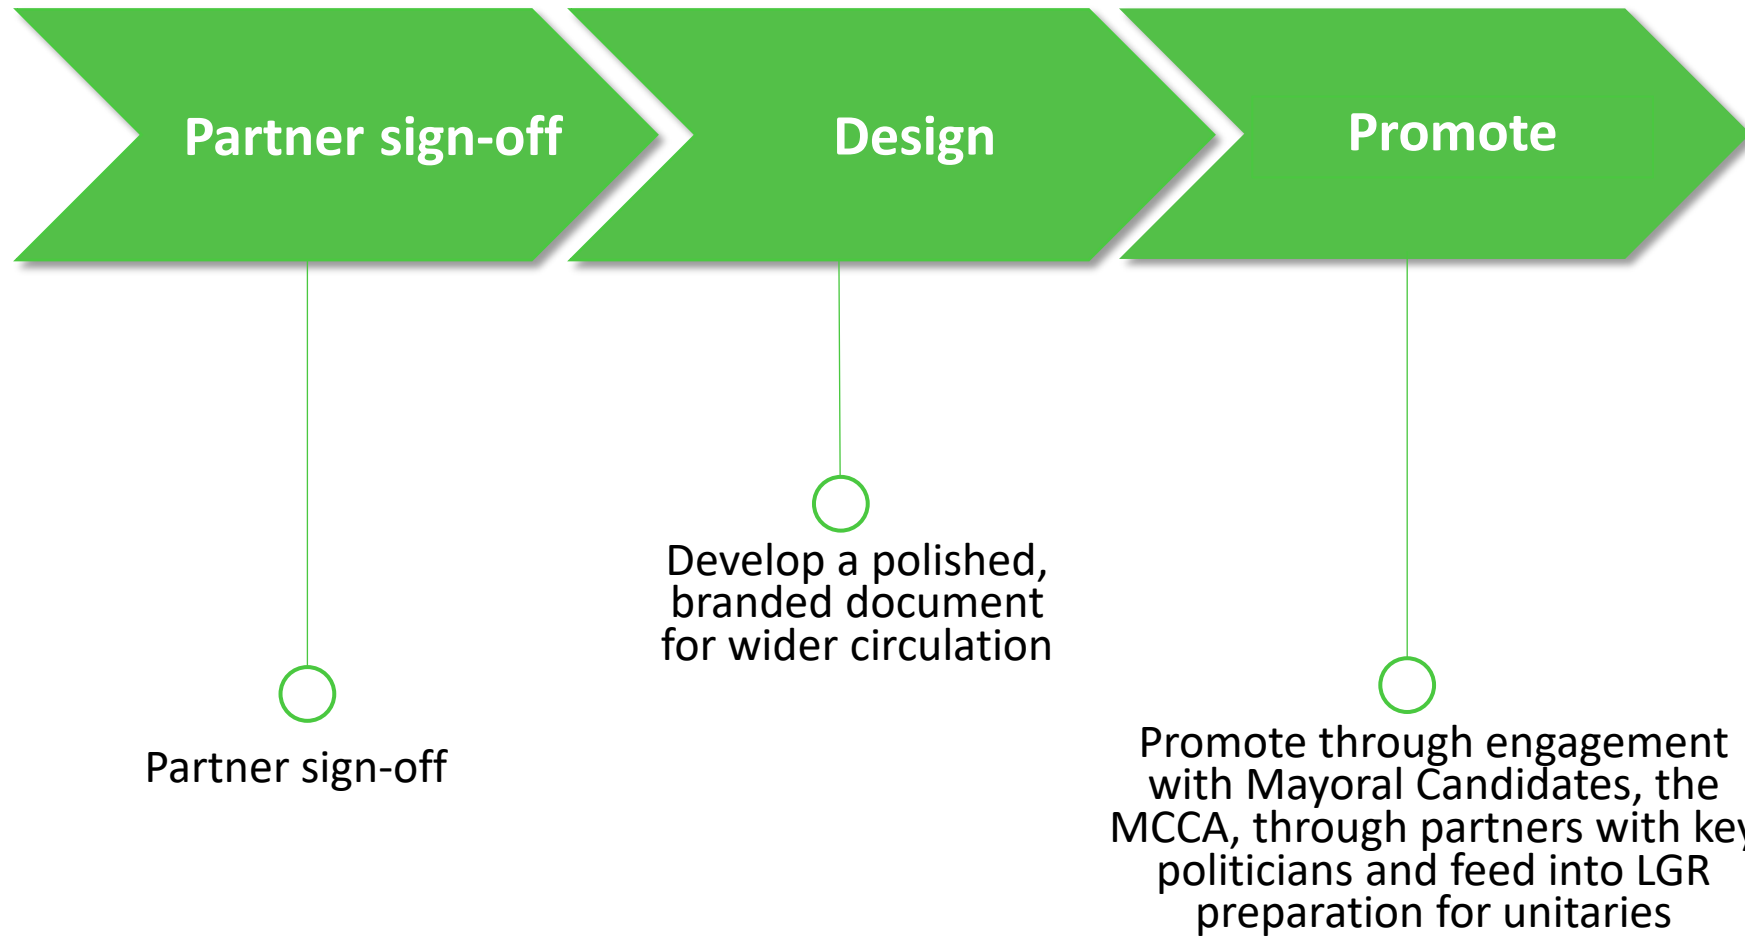 Partner sign-off
Design
Promote
Partner sign-off
Develop a polished,
branded document
for wider circulation
Promote through engagement
with Mayoral Candidates, the
MCCA, through partners with key
politicians and feed into LGR
preparation for unitaries